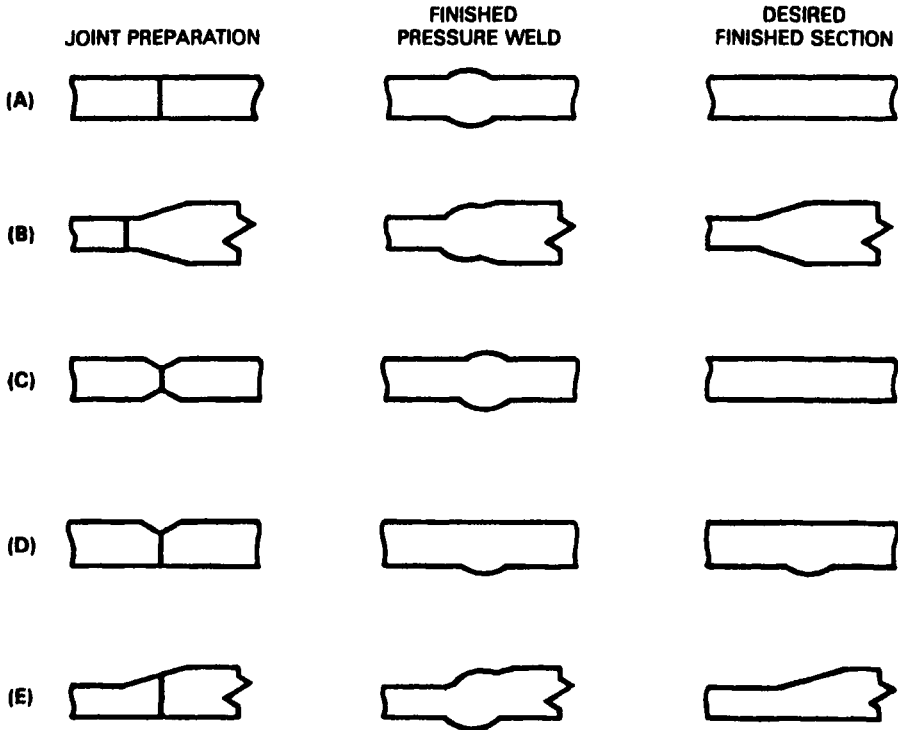 JOINT PREPARATION
FINISHED
PRESSURE WELD
DESIRED
FINISHED SECTION
(A)
(B)
(C)
(D)
(E)